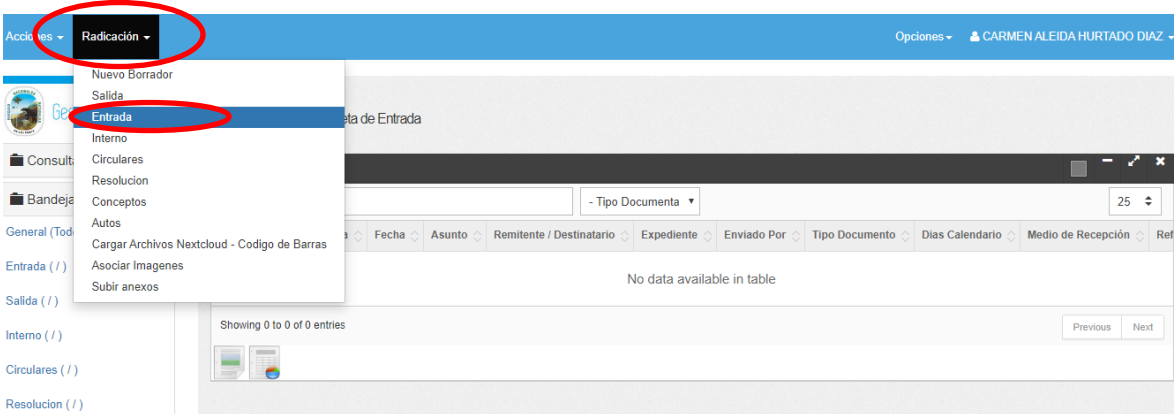 Acciones Radicación Opciones CARMEN ALEIDA HURTADO DIAZ
Nuevo Borrador
Salida
Entrada
Interno
Circulares
Resolucion
Conceptos
Autos
Cargar Archivos Nextcloud - Codigo de Barras
Asociar Imagenes
Subir anexos
de Entrada
- Tipo Documenta 25
Fecha Asunto Remitente / Destinatario Expediente Enviado Por Tipo Documento Dias Calendario Medio de Recepción Ref
No data available in table
Showing 0 to 0 of 0 entries Previous Next
Consulta
Bandeja
General (Tod
Entrada ( / )
Salida ( / )
Interno ( / )
Circulares ( / )
Resolucion ( / )